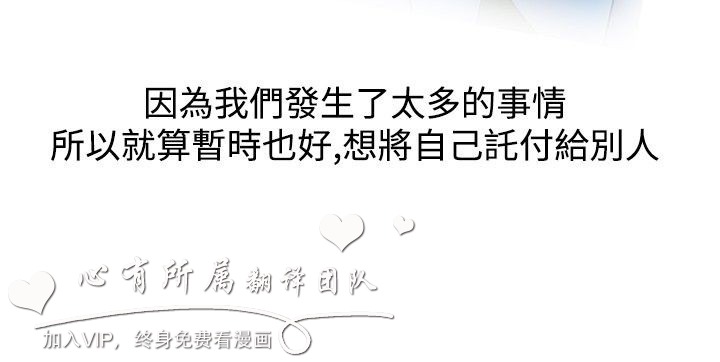 因為我們發生了太多的事情
所以就算暫時也好,想將自己託付給別人
心有所属翻译团队
加入VIP，终身免费看漫画